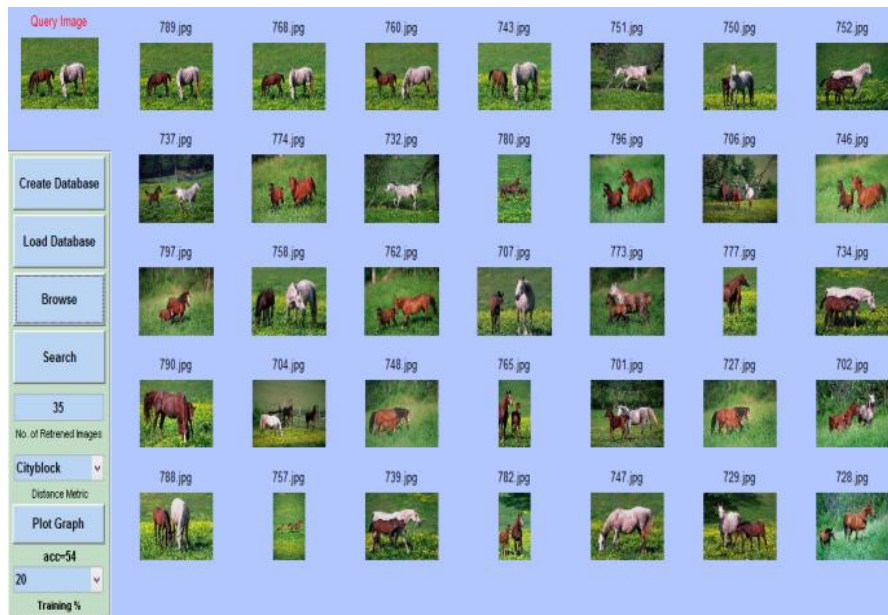 Query Image
789.jpg 768.jpg 760.jpg 743.jpg 751.jpg 750.jpg 752.jpg
737.jpg 774.jpg 732.jpg 780.jpg 796.jpg 706.jpg 746.jpg
Create Database
Load Database
797.jpg 758.jpg 762.jpg 707.jpg 773.jpg 777.jpg 734.jpg
Browse
Search
790.jpg 704.jpg 748.jpg 765.jpg 701.jpg 727.jpg 702.jpg
35
No. of Retrened Images
Cityblock
Distance Metric
788.jpg 757.jpg 739.jpg 782.jpg 747.jpg 729.jpg 728.jpg
Plot Graph
acc=54
20
Training %